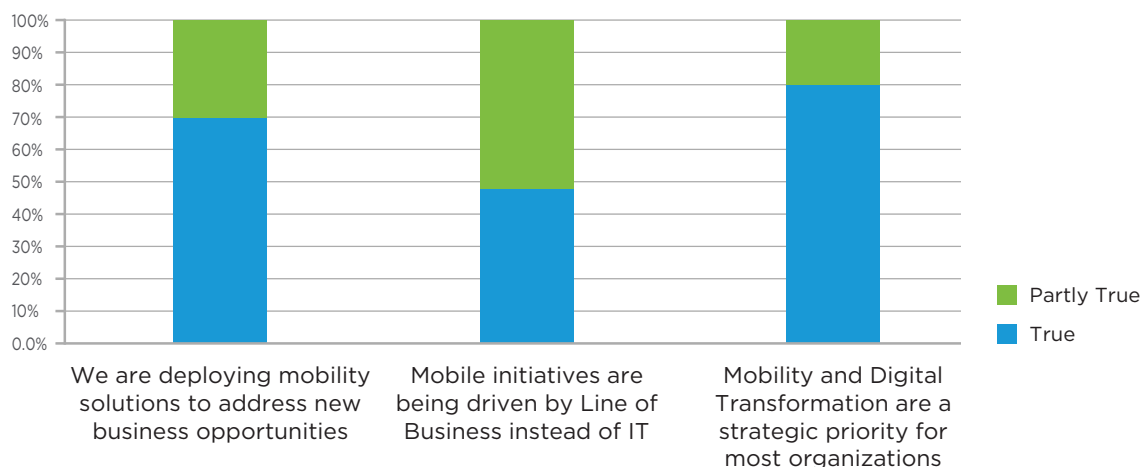 100%
90%
80%
70%
60%
50%
40%
30%
20%
10%
0.0%
Partly True
True
We are deploying mobility
solutions to address new
business opportunities
Mobile initiatives are
being driven by Line of
Business instead of IT
Mobility and Digital
Transformation are a
strategic priority for
most organizations